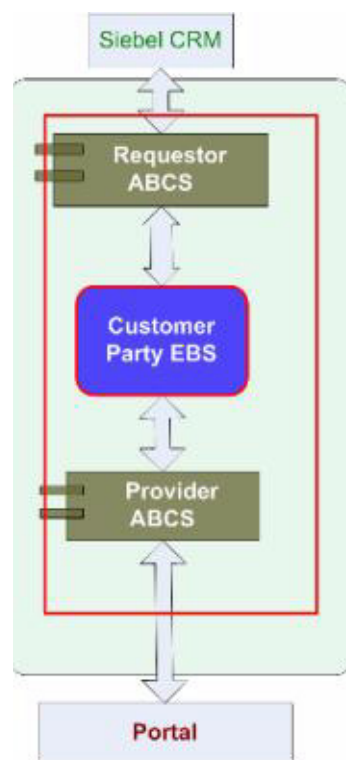 Siebel CRM
Requestor
ABCS
Customer
Party EBS
Provider
ABCS
Portal